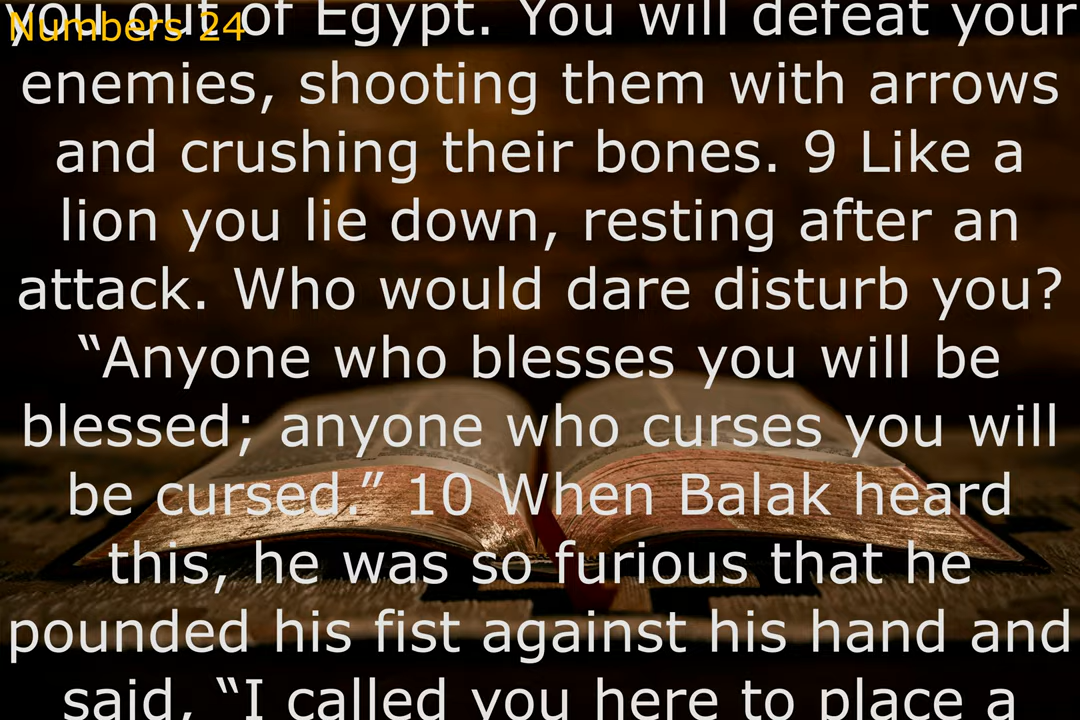 Numbers 24
you out of Egypt. You will defeat your
enemies, shooting them with arrows
and crushing their bones. 9 Like a
lion you lie down, resting after an
attack. Who would dare disturb you?
“Anyone who blesses you will be
blessed; anyone who curses you will
be cursed.” 10 When Balak heard
this, he was so furious that he
pounded his fist against his hand and
said, “I called you here to place a